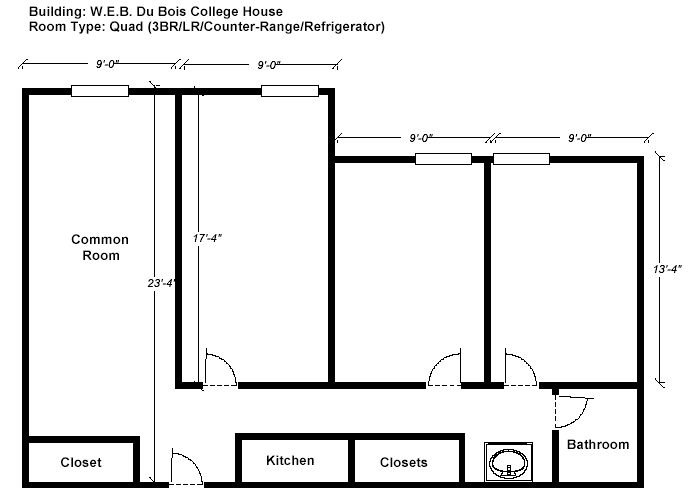 Building: W.E.B. Du Bois College House
Room Type: Quad (3BR/LR/Counter-Range/Refrigerator)
9'-0"
9'-0"
9'-0"
9'-0"
Common
Room
17'-4"
23'-4"
13'-4"
Closet
Kitchen
Closets
Bathroom